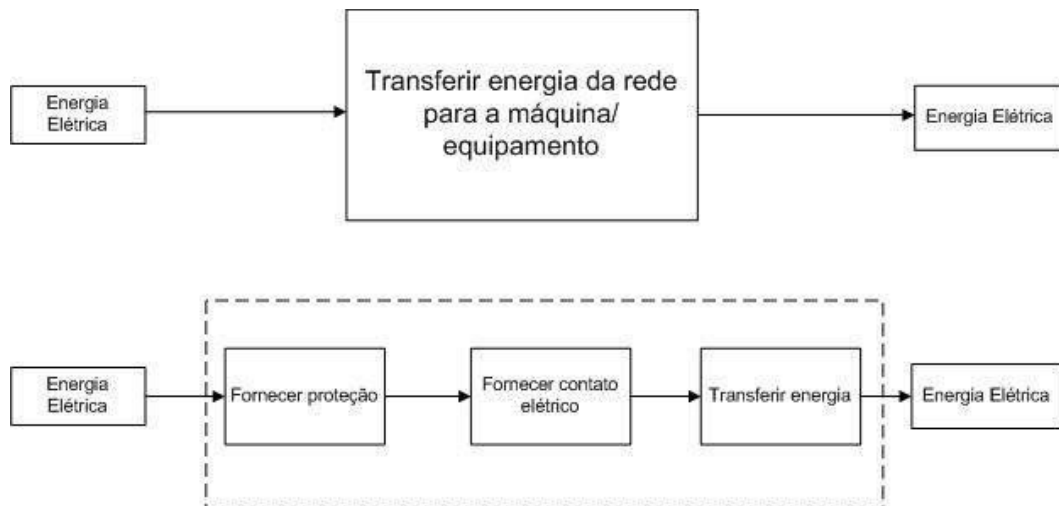 Energia
Elétrica
Transferir energia da rede
para a máquina/
equipamento
Energia Elétrica
Energia
Elétrica
Fornecer proteção
Fornecer contato
elétrico
Transferir energia
Energia Elétrica